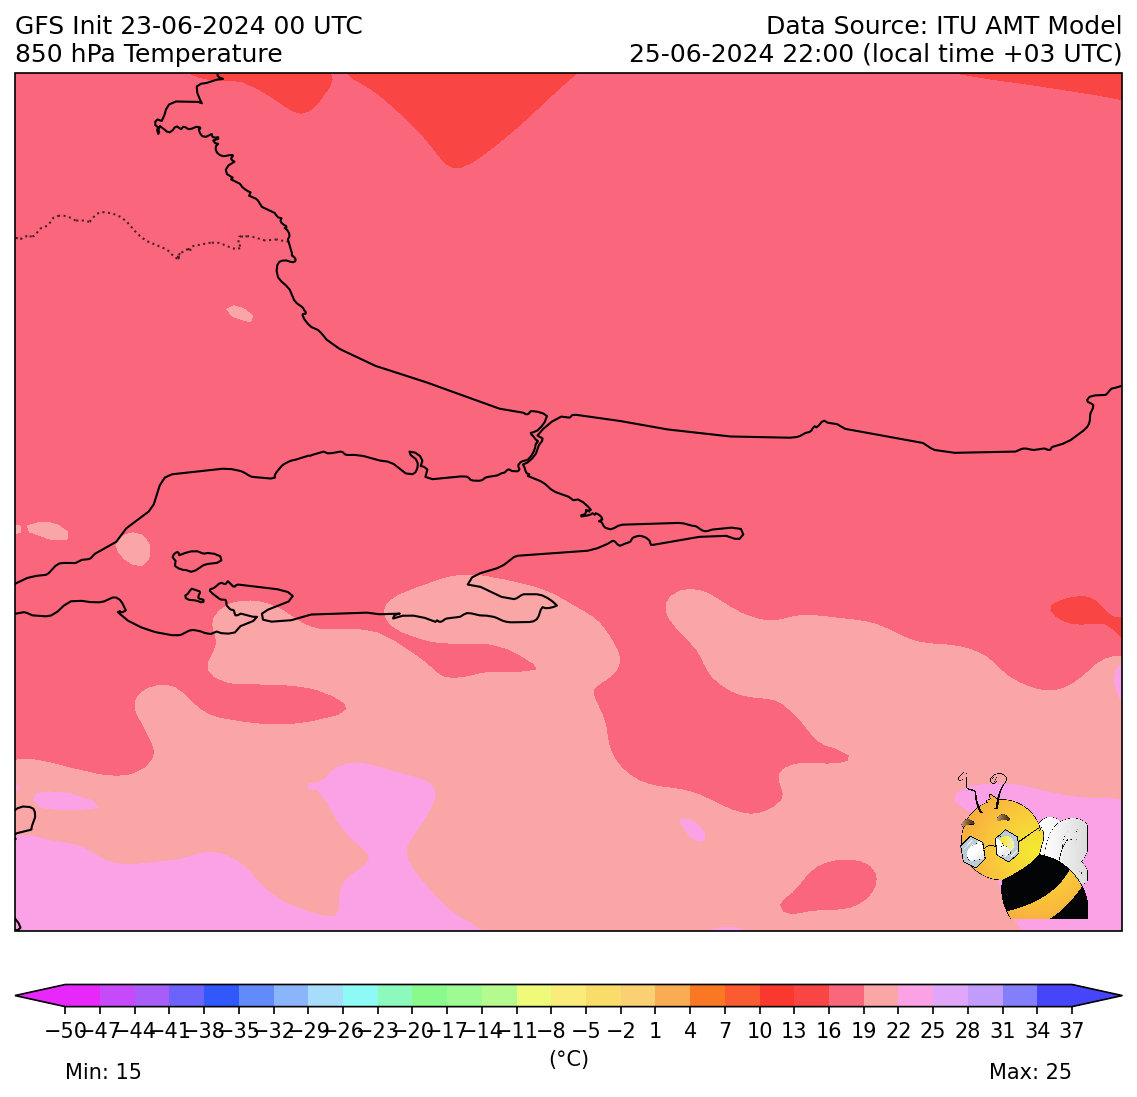 GFS Init 23-06-2024 00 UTC
Data Source: ITU AMT Model
850 hPa Temperature
25-06-2024 22:00 (local time +03 UTC)
−50 −47 −44 −41 −38 −35 −32 −29 −26 −23 −20 −17 −14 −11 −8 −5 −2 1 4 7 10 13 16 19 22 25 28 31 34 37
(°C)
Min: 15
Max: 25